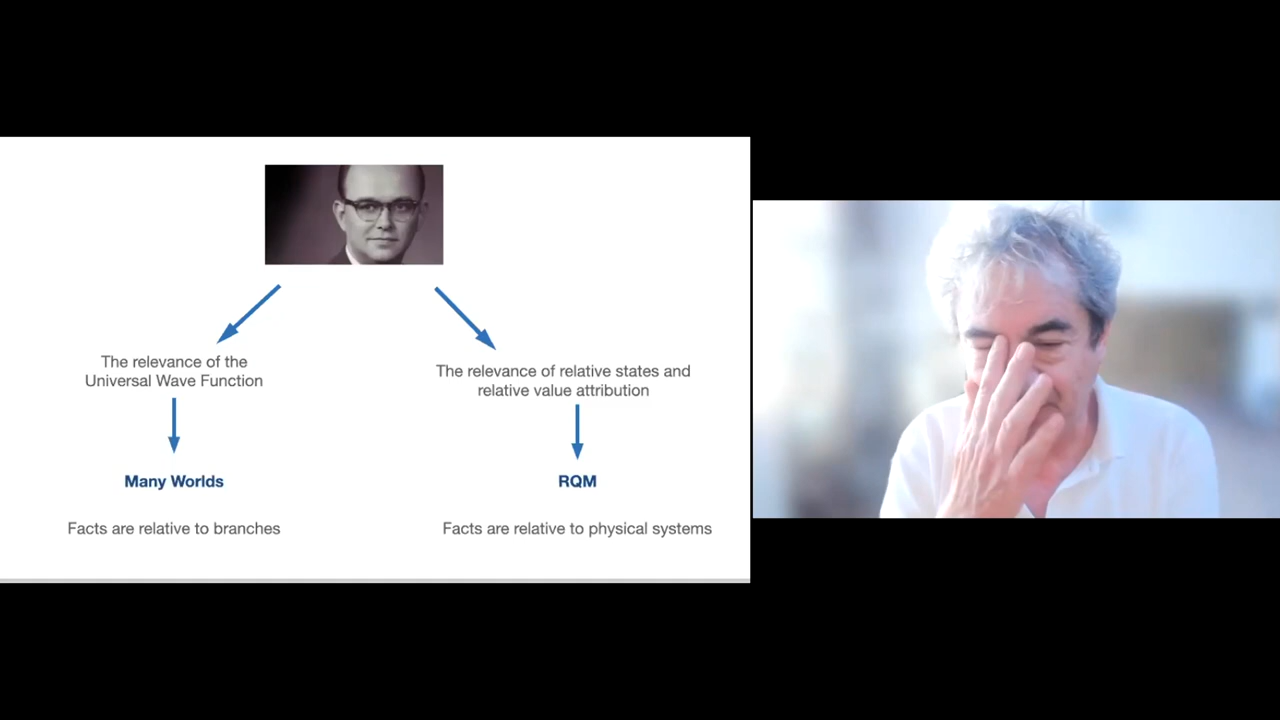 The relevance of the
Universal Wave Function
Many Worlds
Facts are relative to branches
The relevance of relative states and
relative value attribution
RQM
Facts are relative to physical systems